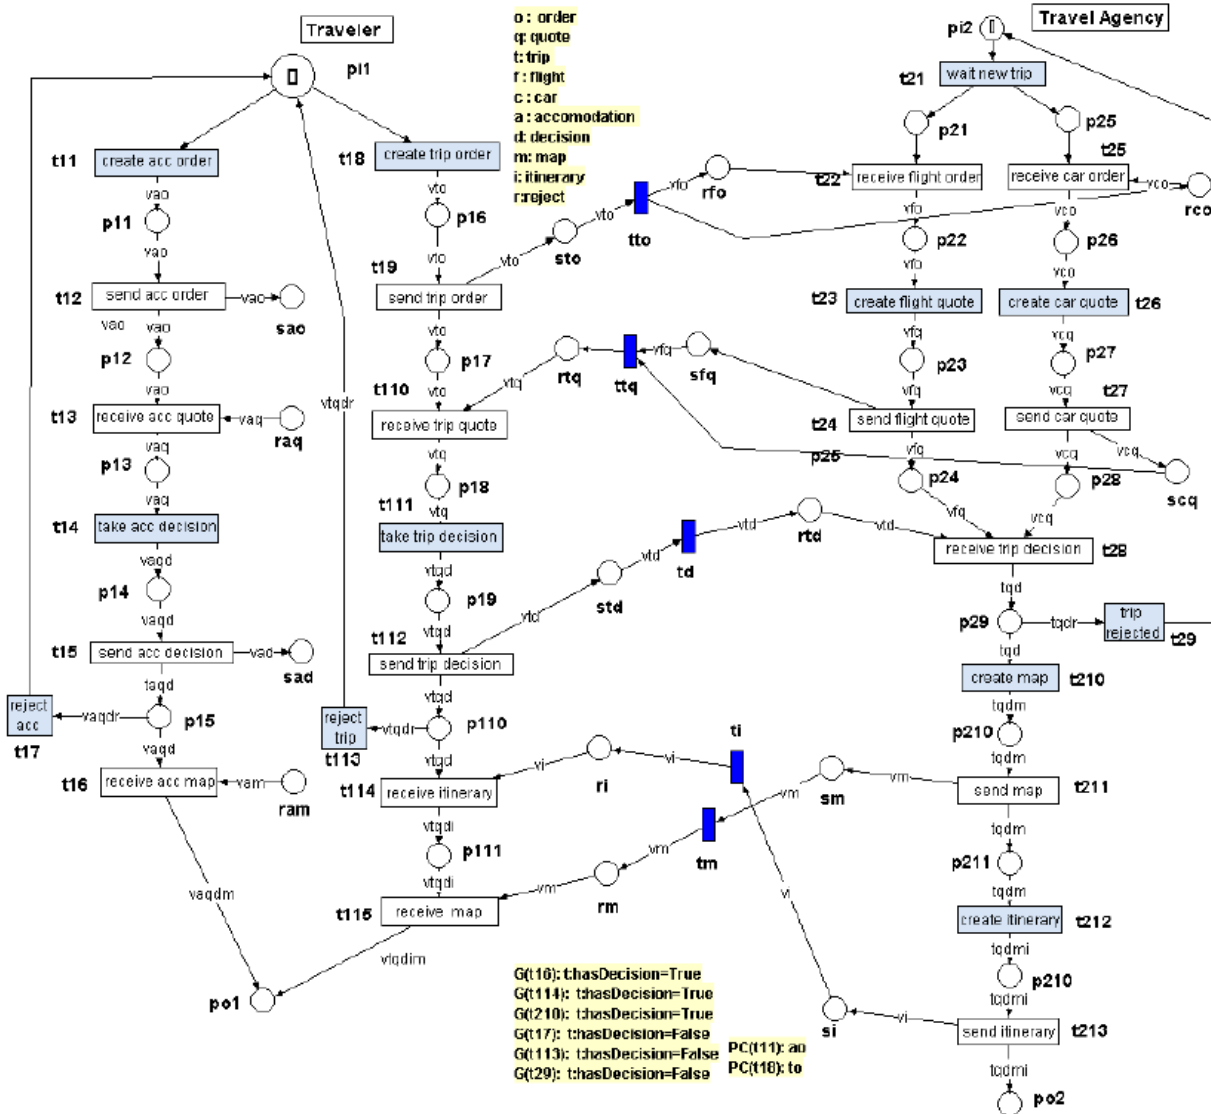 Traveler
Travel Agency
o : order
q: quote
t: trip
f : flight
c : car
a : accomodation
d: decision
m: map
i: itinerary
r:reject
pi1
pi2
t21
wait new trip
p21
p25
t11
create acc order
t18
create trip order
t22
receive flight order
t25
receive car order
vao
p11
vao
vto
p16
vto
vto
sto
vto
tto
vfo
rfo
vfo
p22
vfo
vco
rco
vco
p26
vco
t12
send acc order
vao
sao
t19
send trip order
t23
create flight quote
create car quote
t26
vao
vao
p12
vao
vto
p17
vto
t110
rtq
vtq
ttq
vfq
sfq
vfq
p23
vfq
vcq
p27
vcq
t27
t13
receive acc quote
vaq
raq
receive trip quote
t24
send flight quote
send car quote
vaq
p13
vaq
vtq
p18
vtq
t111
vfq
p25
p24
vfq
vcq
p28
vcq
vcq
scq
t14
take acc decision
take trip decision
vtd
rtd
vtd
td
receive trip decision
t28
vaqd
p14
vaqd
vtqd
p19
vtqd
t112
vtd
std
vtd
tqd
p29
tqd
tqdr
trip
rejected
t29
vtqdr
t15
send acc decision
vad
sad
send trip decision
create map
t210
taqd
p15
vaqd
vaqdr
reject
acc
t17
vtqd
p110
vtqd
vtqdr
reject
trip
t113
tqdm
p210
tqdm
t16
receive acc map
vam
ram
t114
receive itinerary
vi
ri
vi
ti
sm
vm
vm
send map
t211
vtqdi
p111
vtqdi
vm
tm
vm
rm
tqdm
p211
tqdm
vaqdm
t115
receive map
vi
create itinerary
t212
vtqdim
po1
tqdmi
p210
tqdmi
si
vi
send itinerary
t213
tqdmi
po2
G(t16): t:hasDecision=True
G(t114): t:hasDecision=True
G(t210): t:hasDecision=True
G(t17): t:hasDecision=False
G(t113): t:hasDecision=False
G(t29): t:hasDecision=False
PC(t11): ao
PC(t18): to